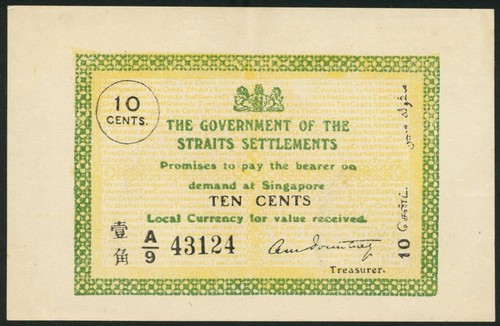 10
CENTS.
THE GOVERNMENT OF THE
STRAITS SETTLEMENTS
Promises to pay the bearer on
demand at Singapore
TEN CENTS
Local Currency for value received.
壹
角
A/9 43124
Treasurer.
10 சென்ட்.